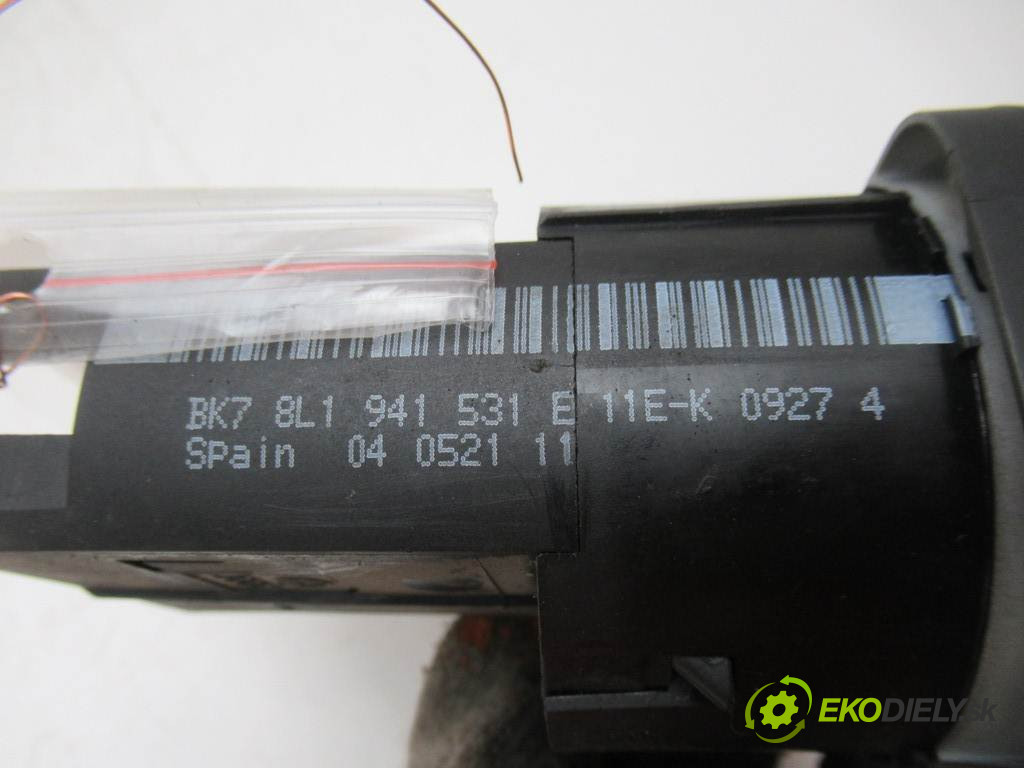 BK7 8L1 941 531 E 11E-K 0927 4
SPain 04 0521 11
EKODIELY.sk